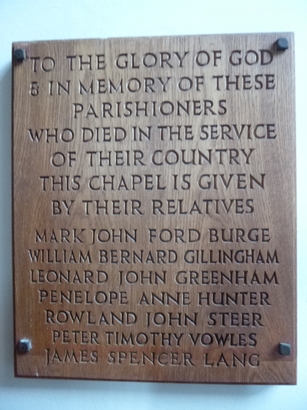 TO THE GLORY OF GOD
& IN MEMORY OF THESE
PARISHIONERS
WHO DIED IN THE SERVICE
OF THEIR COUNTRY
THIS CHAPEL IS GIVEN
BY THEIR RELATIVES
MARK JOHN FORD BURGE
WILLIAM BERNARD GILLINGHAM
LEONARD JOHN GREENHAM
PENELOPE ANNE HUNTER
ROWLAND JOHN STEER
PETER TIMOTHY VOWLES
JAMES SPENCER LANG